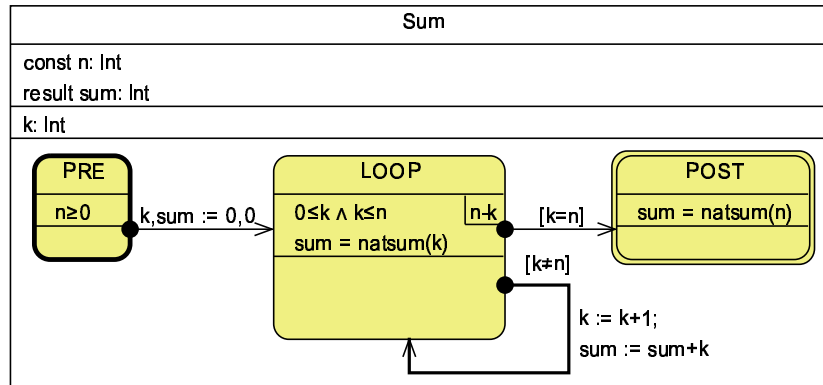 Sum
const n: Int
result sum: Int
k: Int
PRE
n≥0
k,sum := 0,0
LOOP
0≤k ∧ k≤n
n-k
sum = natsum(k)
[k=n]
[k≠n]
k := k+1;
sum := sum+k
POST
sum = natsum(n)